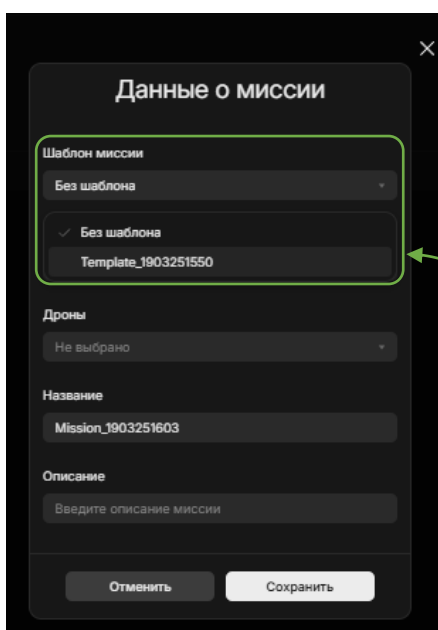 Данные о миссии
Шаблон миссии
Без шаблона
Без шаблона
Template_1903251550
Дроны
Не выбрано
Название
Mission_1903251603
Описание
Введите описание миссии
Отменить Сохранить